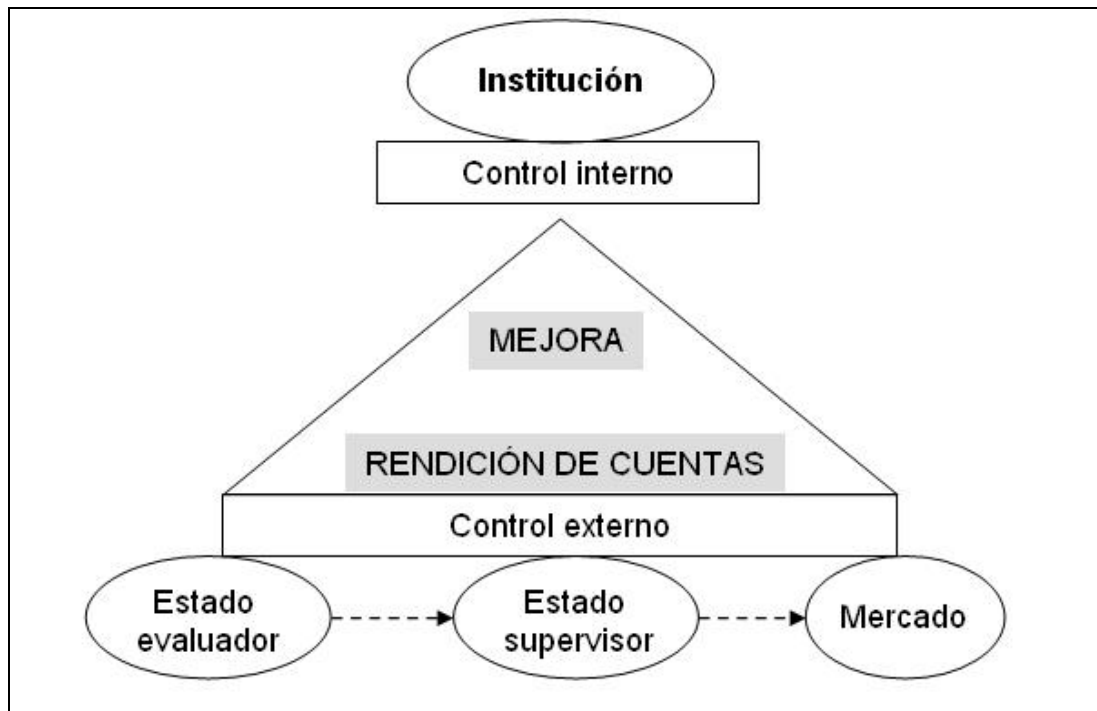 Institución
Control interno
MEJORA
RENDICIÓN DE CUENTAS
Control externo
Estado
evaluador
Estado
supervisor
Mercado